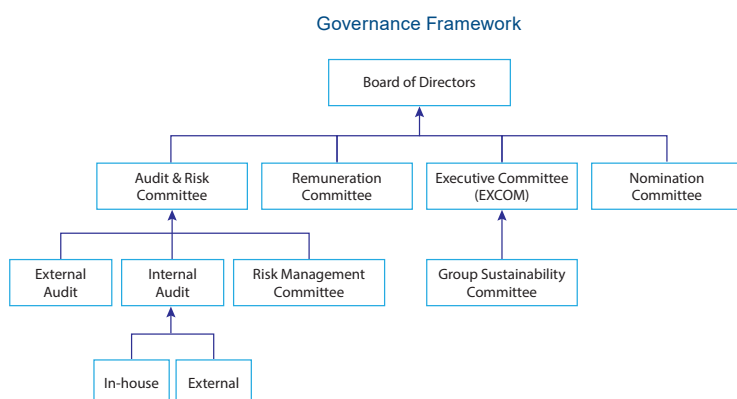 Governance Framework
Board of Directors
Audit & Risk
Committee
Remuneration
Committee
Executive Committee
(EXCOM)
Nomination
Committee
External
Audit
Internal
Audit
Risk Management
Committee
Group Sustainability
Committee
In-house
External